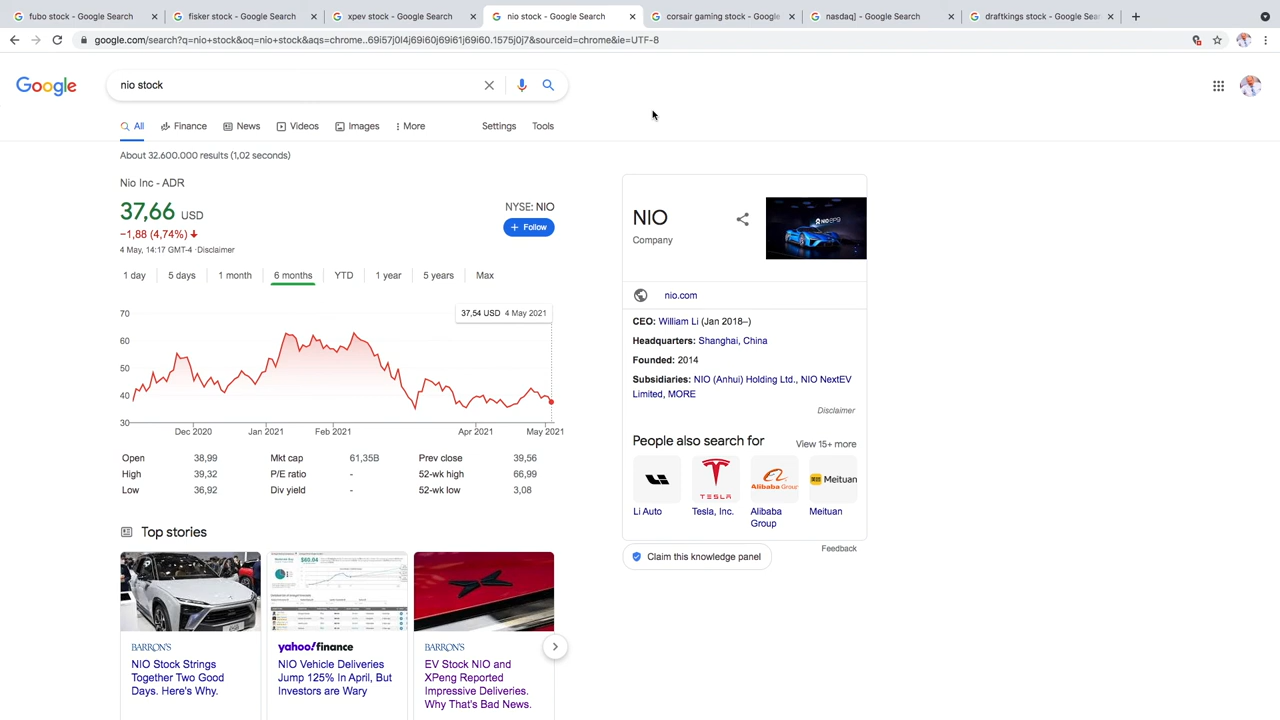 fubo stock - Google Search
fisker stock - Google Search
xpev stock - Google Search
nio stock - Google Search
corsair gaming stock - Google
nasdaq] - Google Search
draftkings stock - Google Sear
google.com/search?q=nio+stock&oq=nio+stock&aqs=chrome..69i57j0l4j69i60j69i61j69i60.1575j0j7&sourceid=chrome&ie=UTF-8
Google
nio stock
All
Finance
News
Videos
Images
More
Settings
Tools
About 32.600.000 results (1,02 seconds)
Nio Inc - ADR
37,66 USD
NYSE: NIO
−1,88 (4,74%)
+ Follow
4 May, 14:17 GMT-4 · Disclaimer
1 day
5 days
1 month
6 months
YTD
1 year
5 years
Max
37,54 USD 4 May 2021
70
60
50
40
30
Dec 2020
Jan 2021
Feb 2021
Apr 2021
May 2021
Open 38,99 Mkt cap 61,35B Prev close 39,56
High 39,32 P/E ratio - 52-wk high 66,99
Low 36,92 Div yield - 52-wk low 3,08
Top stories
BARRON'S
NIO Stock Strings
Together Two Good
Days. Here's Why.
yahoo!finance
NIO Vehicle Deliveries
Jump 125% In April, But
Investors are Wary
BARRON'S
EV Stock NIO and
XPeng Reported
Impressive Deliveries.
Why That's Bad News.
NIO
Company
nio.com
CEO: William Li (Jan 2018–)
Headquarters: Shanghai, China
Founded: 2014
Subsidiaries: NIO (Anhui) Holding Ltd., NIO NextEV
Limited, MORE
Disclaimer
People also search for
View 15+ more
TESLA
Alibaba Group
Meituan
Li Auto
Tesla, Inc.
Alibaba
Group
Meituan
Feedback
Claim this knowledge panel